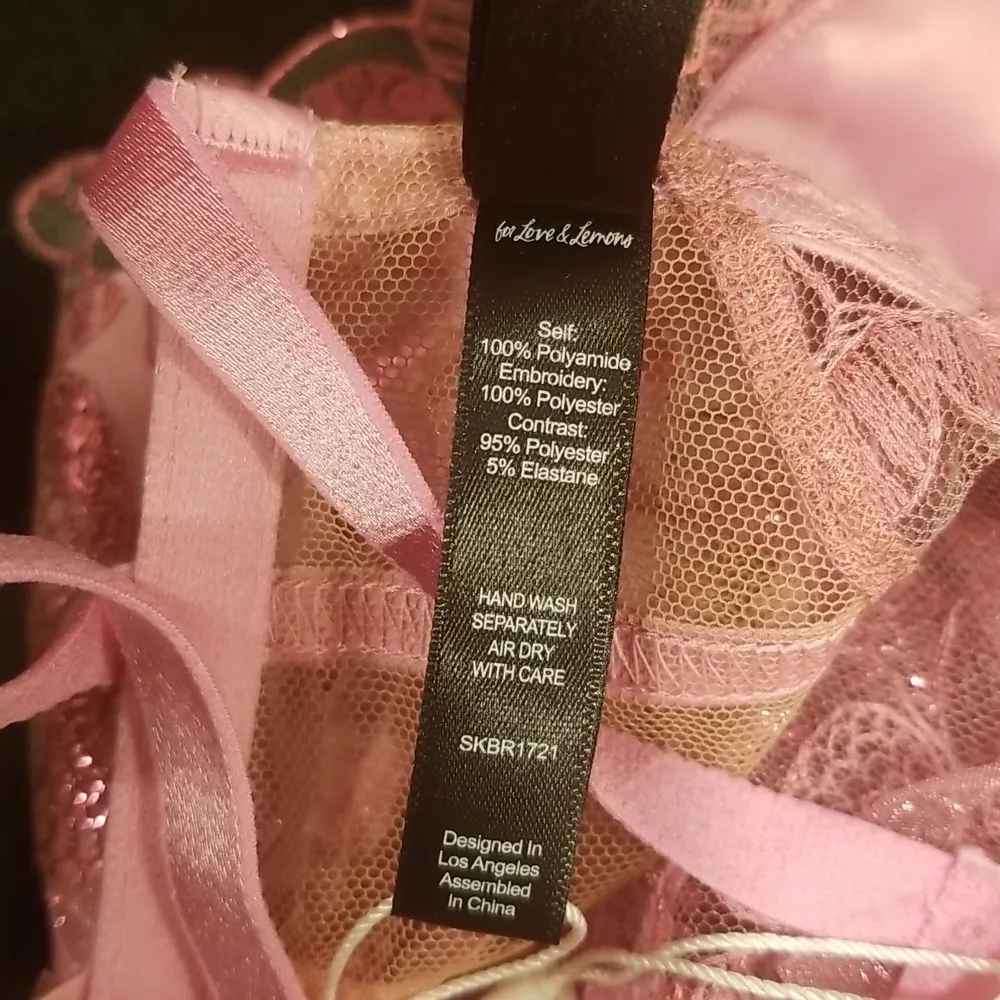 for Love & Lemons
Self:
100% Polyamide
Embroidery:
100% Polyester
Contrast:
95% Polyester
5% Elastane
HAND WASH
SEPARATELY
AIR DRY
WITH CARE
SKBR1721
Designed In
Los Angeles
Assembled
In China